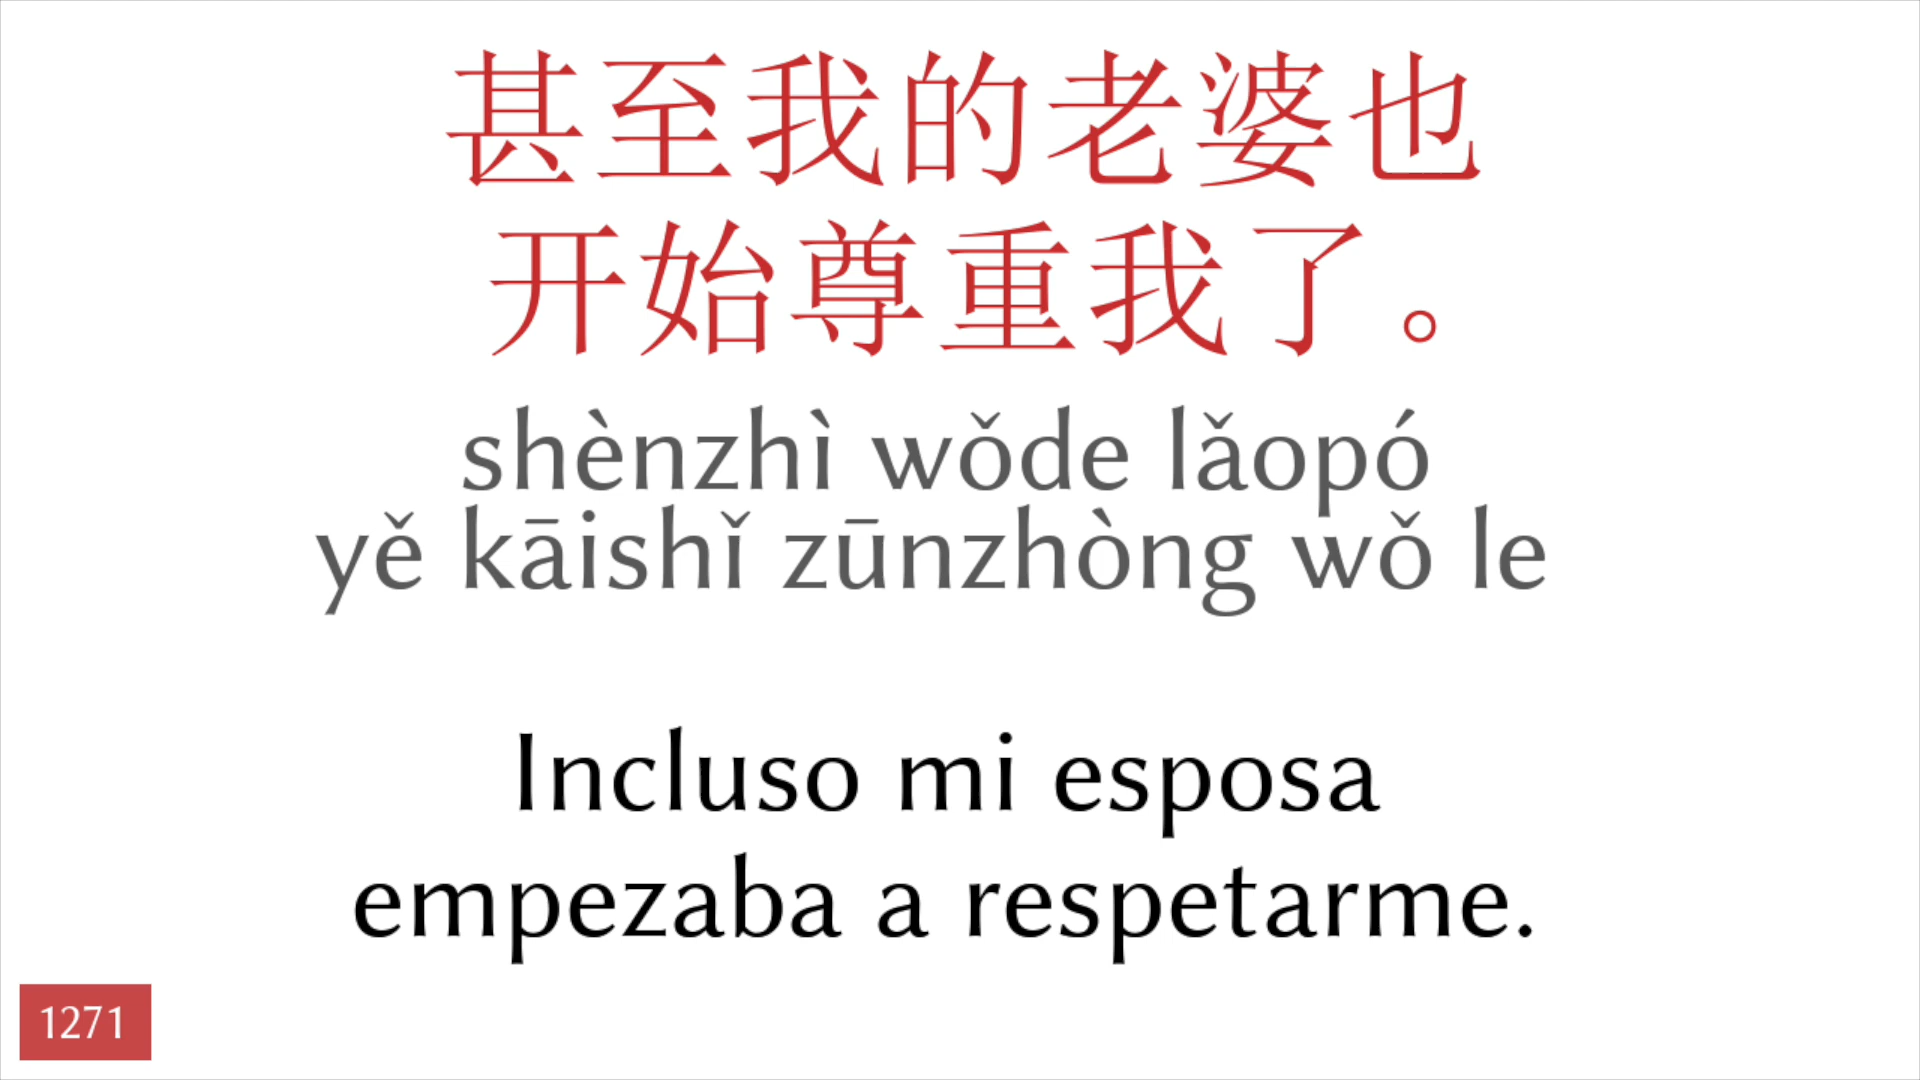 甚至我的老婆也
开始尊重我了。
shènzhì wǒde lǎopó
yě kāishǐ zūnzhòng wǒ le
Incluso mi esposa
empezaba a respetarme.
1271